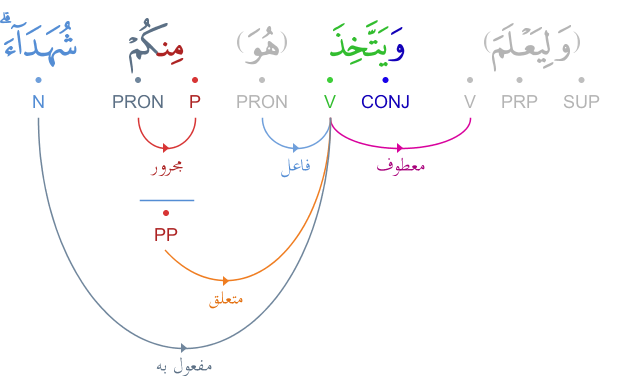 (وَلِيَعْلَمَ) وَيَتَّخِذَ (هُوَ) مِنكُمْ شُهَدَآءَ ۗ
SUP PRP V CONJ V PRON P PRON N
معطوف فاعل مجرور
PP
متعلق
مفعول به